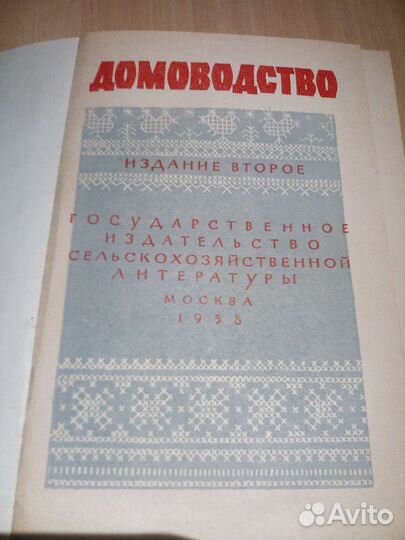 ДОМОВОДСТВО
ИЗДАНИЕ ВТОРОЕ
ГОСУДАРСТВЕННОЕ
ИЗДАТЕЛЬСТВО
СЕЛЬСКОХОЗЯЙСТВЕННОЙ
ЛИТЕРАТУРЫ
МОСКВА
1958
Avito